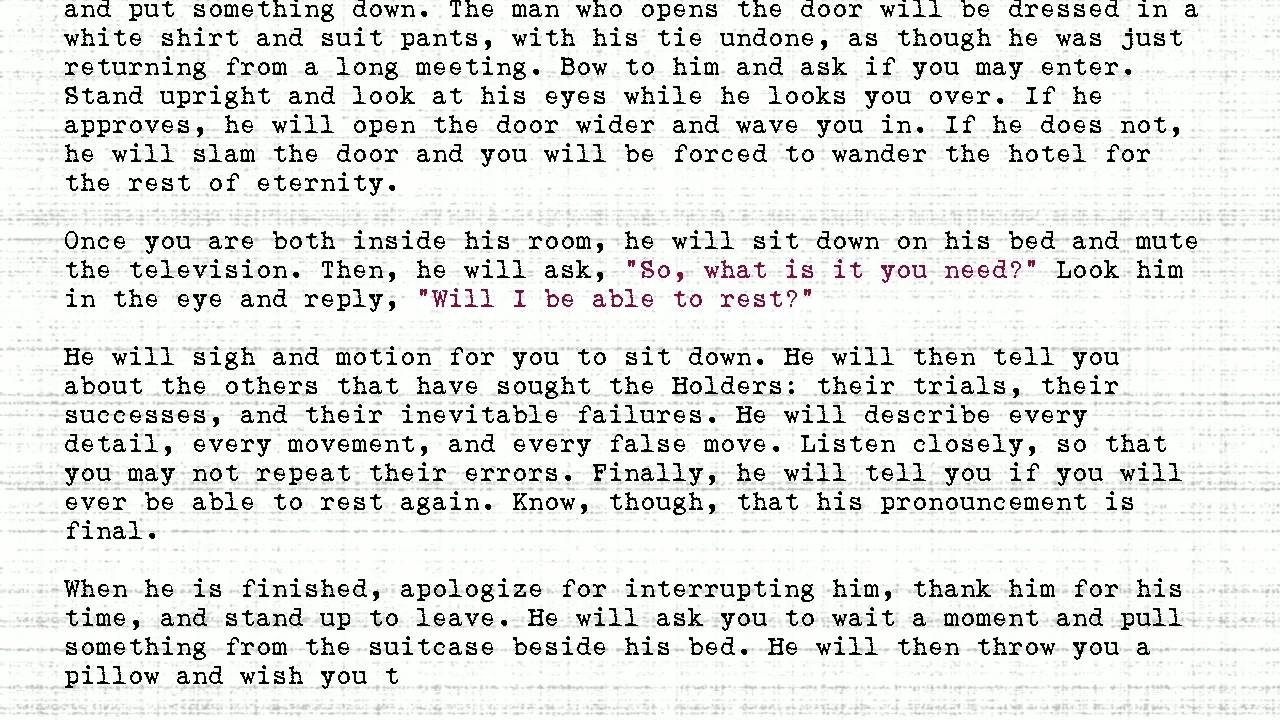 and put something down. The man who opens the door will be dressed in a
white shirt and suit pants, with his tie undone, as though he was just
returning from a long meeting. Bow to him and ask if you may enter.
Stand upright and look at his eyes while he looks you over. If he
approves, he will open the door wider and wave you in. If he does not,
he will slam the door and you will be forced to wander the hotel for
the rest of eternity.
Once you are both inside his room, he will sit down on his bed and mute
the television. Then, he will ask, "So, what is it you need?" Look him
in the eye and reply, "Will I be able to rest?"
He will sigh and motion for you to sit down. He will then tell you
about the others that have sought the Holders: their trials, their
successes, and their inevitable failures. He will describe every
detail, every movement, and every false move. Listen closely, so that
you may not repeat their errors. Finally, he will tell you if you will
ever be able to rest again. Know, though, that his pronouncement is
final.
When he is finished, apologize for interrupting him, thank him for his
time, and stand up to leave. He will ask you to wait a moment and pull
something from the suitcase beside his bed. He will then throw you a
pillow and wish you t